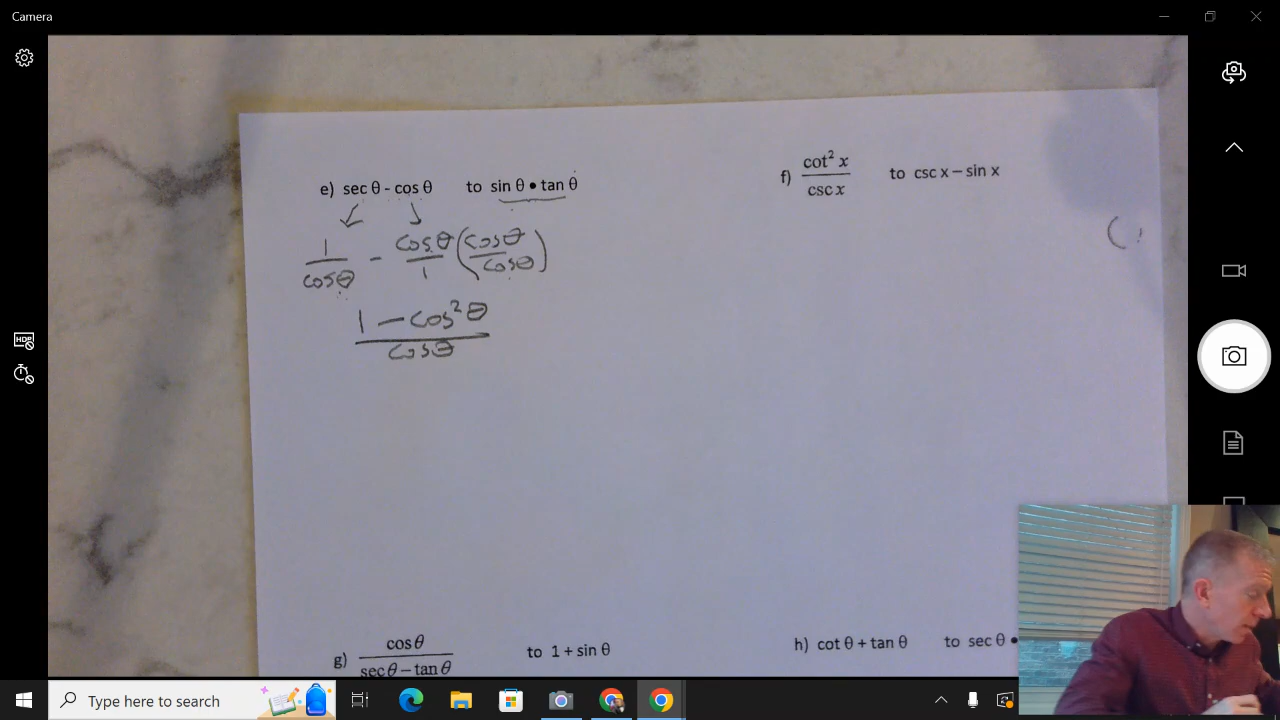 Camera
e) sec θ - cos θ to sin θ • tan θ
1/cosθ - cosθ/1 (cosθ/cosθ)
1 - cos²θ
cosθ
f) cot² x / csc x to csc x – sin x
(
g) cosθ / secθ – tanθ to 1 + sin θ
h) cot θ + tan θ to sec θ •
Type here to search